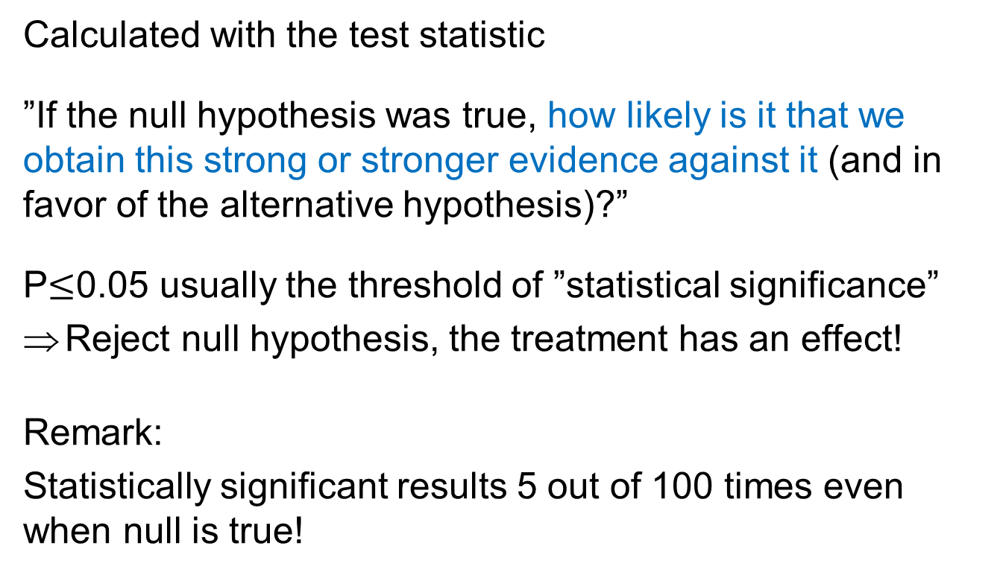 Calculated with the test statistic
”If the null hypothesis was true, how likely is it that we
obtain this strong or stronger evidence against it (and in
favor of the alternative hypothesis)?”
P≤0.05 usually the threshold of ”statistical significance”
⇒Reject null hypothesis, the treatment has an effect!
Remark:
Statistically significant results 5 out of 100 times even
when null is true!